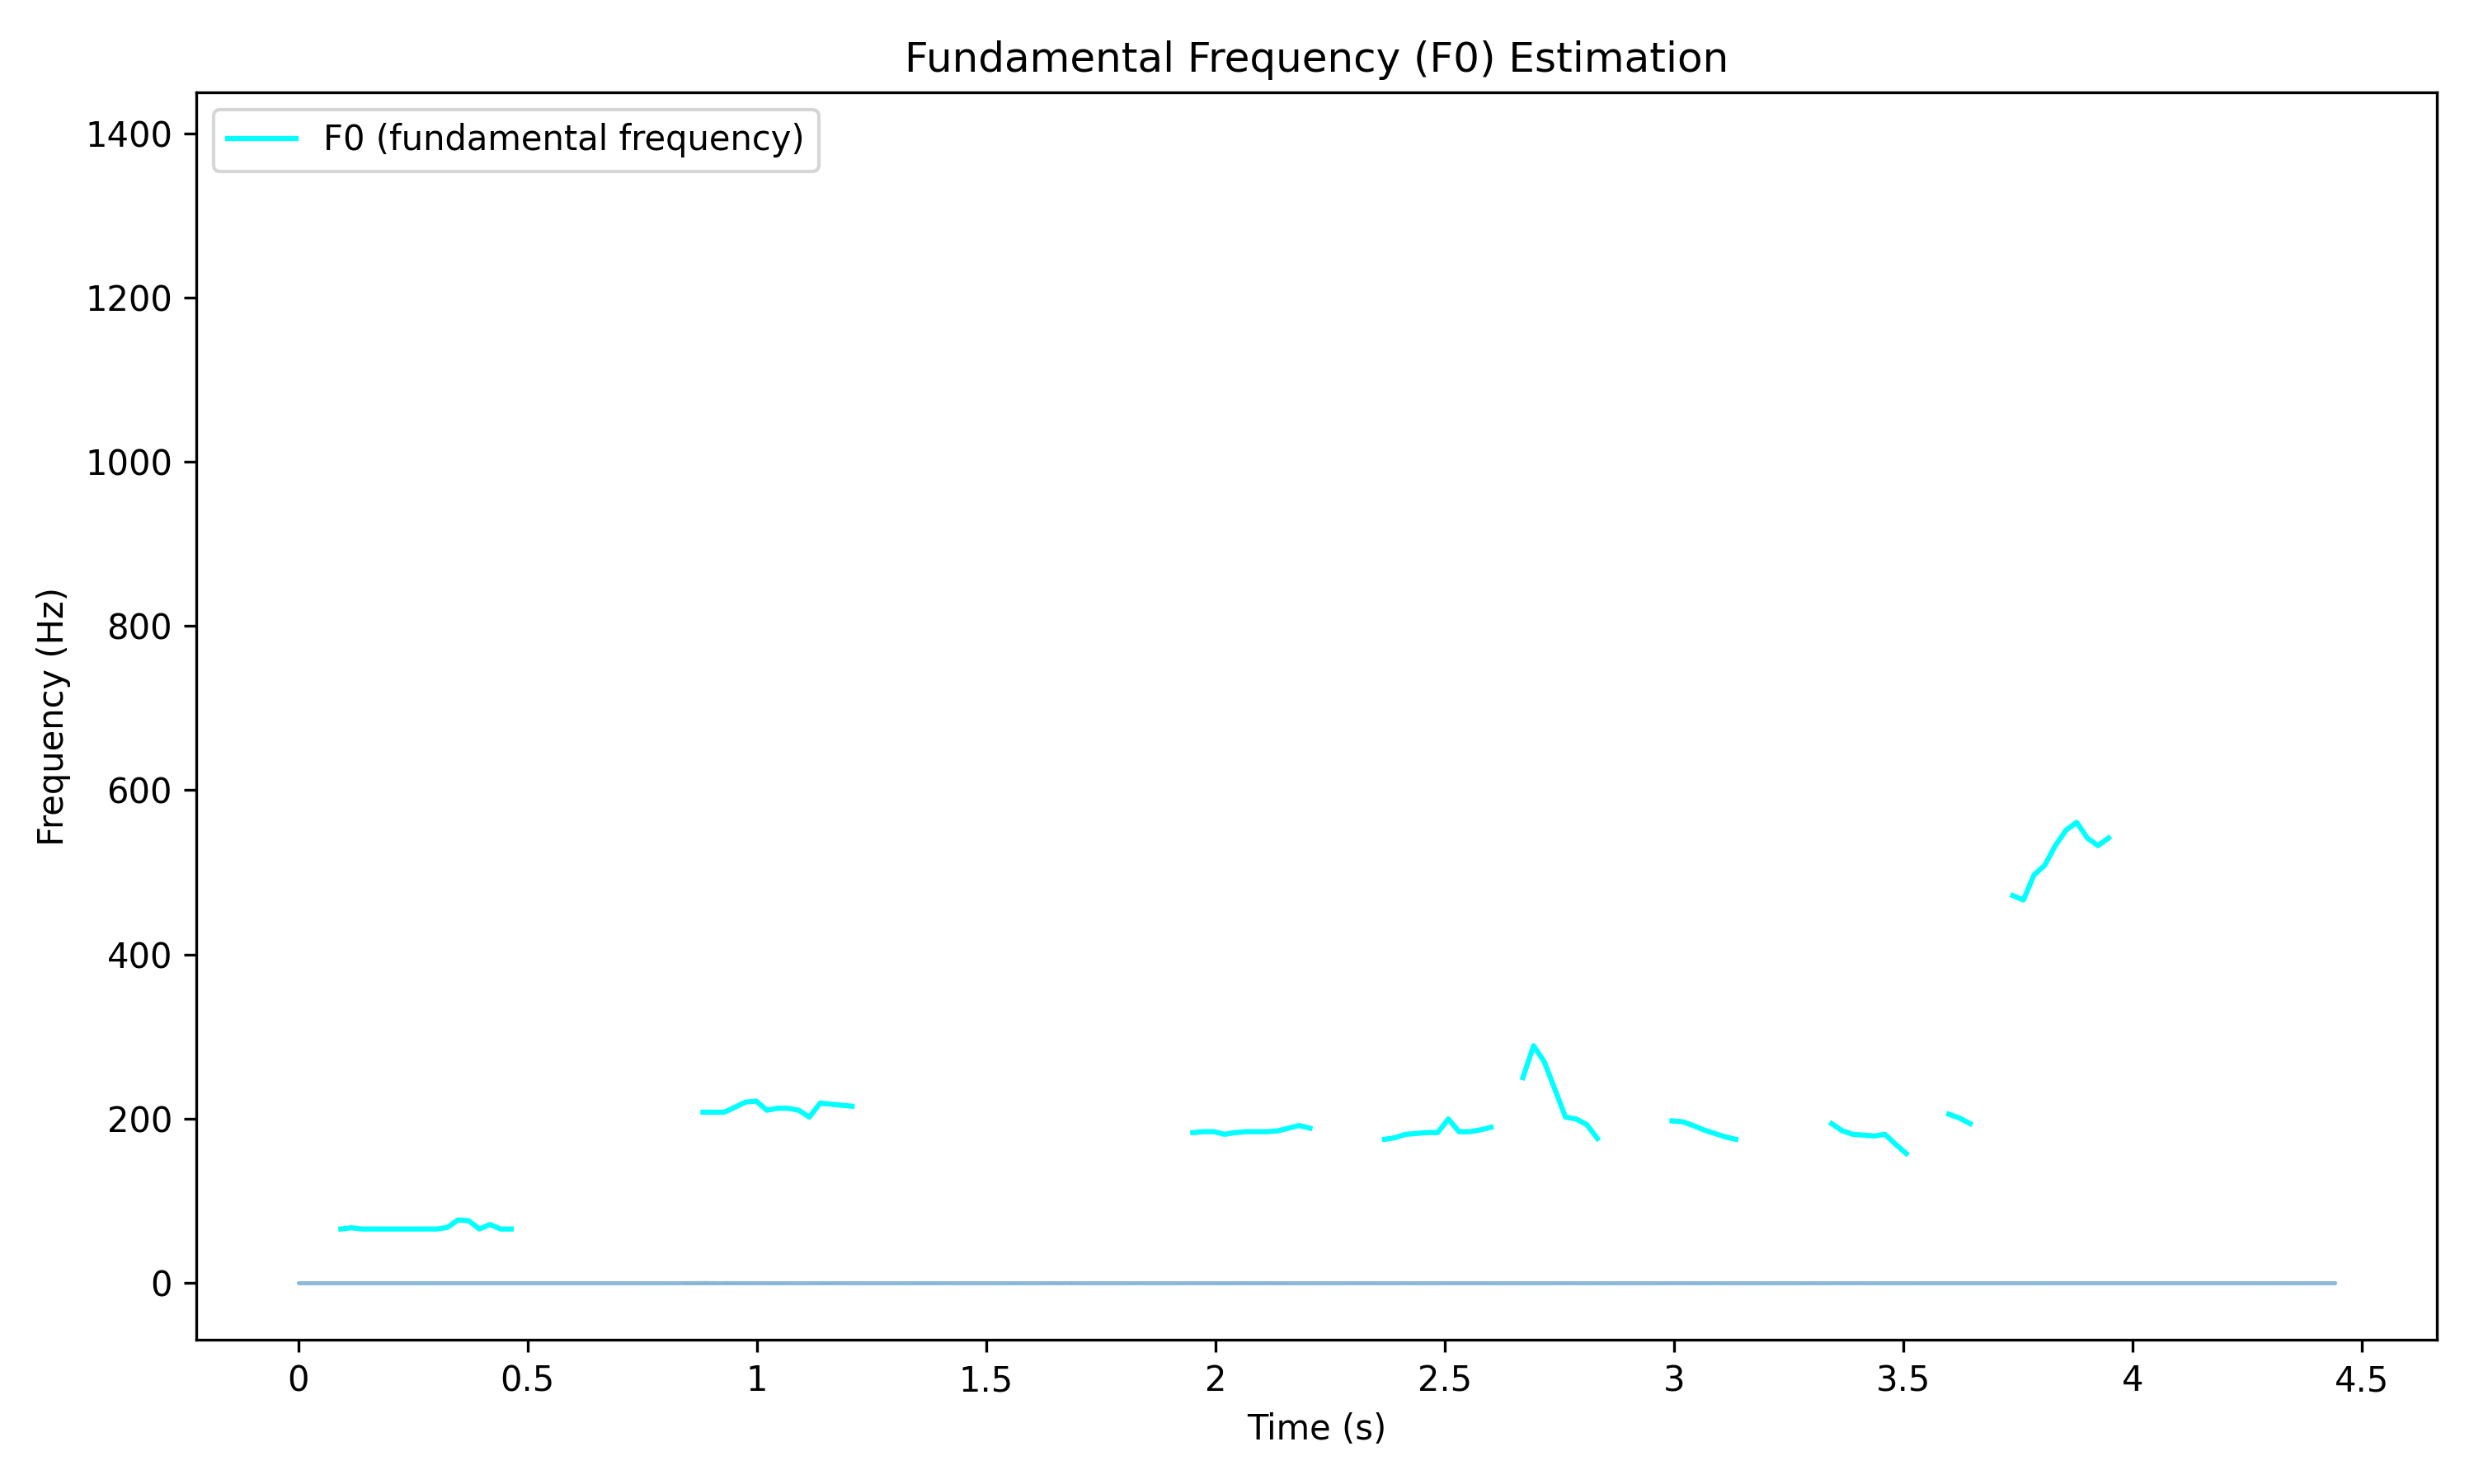 Fundamental Frequency (F0) Estimation
F0 (fundamental frequency)
1400
1200
1000
800
600
400
200
0
Frequency (Hz)
0 0.5 1 1.5 2 2.5 3 3.5 4 4.5
Time (s)